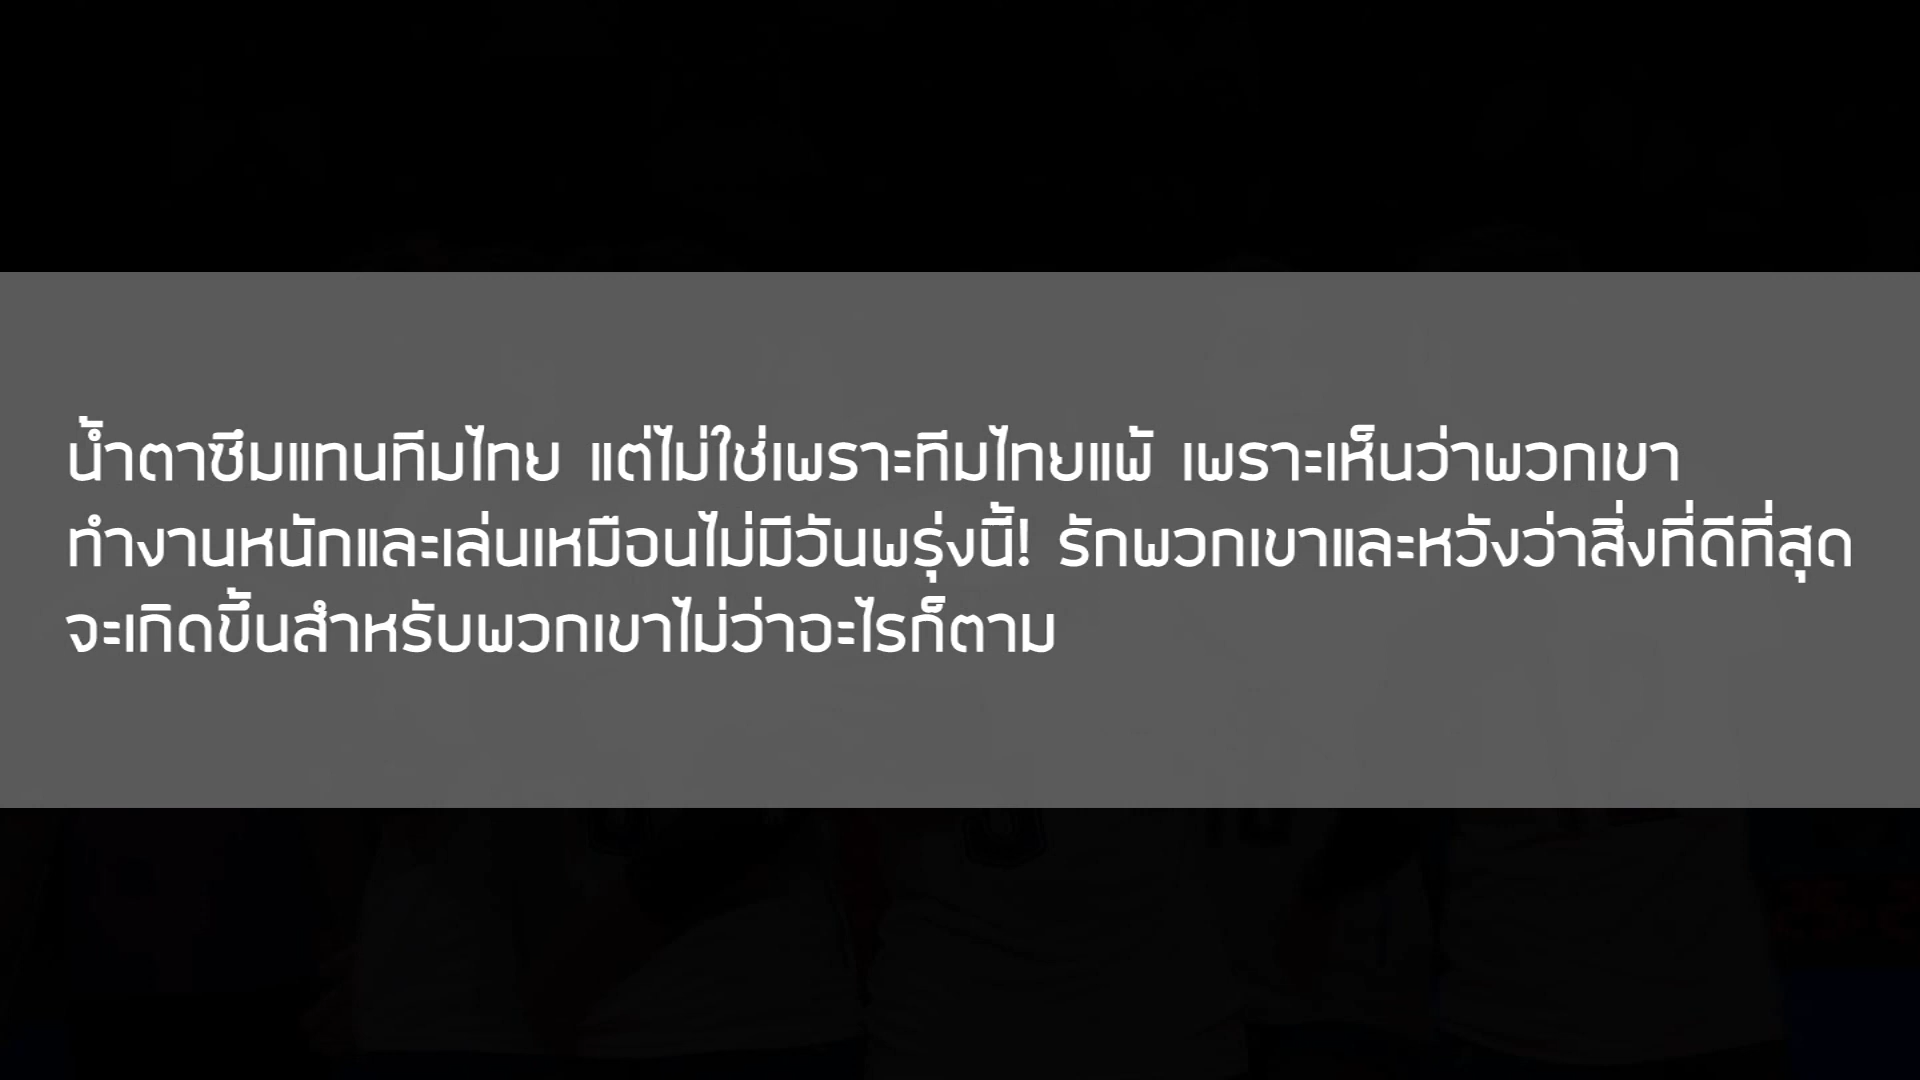 น้ำตาซึมแทนทีมไทย แต่ไม่ใช่เพราะทีมไทยแพ้ เพราะเห็นว่าพวกเขา
ทำงานหนักและเล่นเหมือนไม่มีวันพรุ่งนี้! รักพวกเขาและหวังว่าสิ่งที่ดีที่สุด
จะเกิดขึ้นสำหรับพวกเขาไม่ว่าอะไรก็ตาม